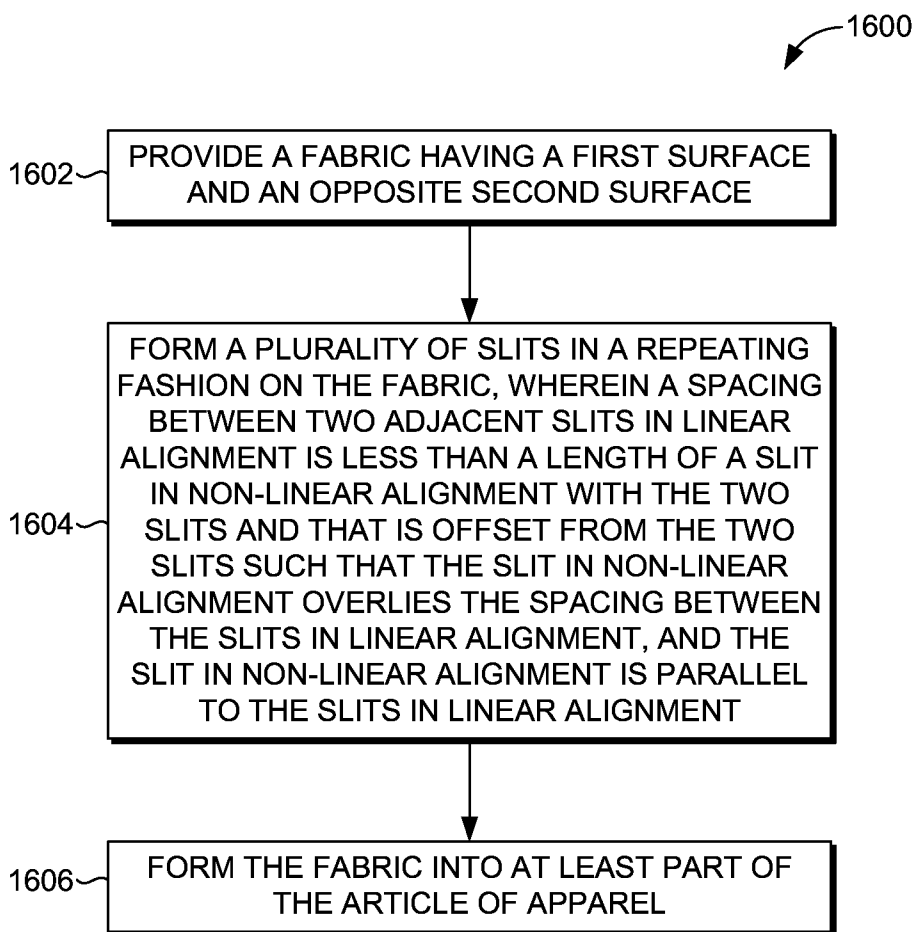 1600
1602
PROVIDE A FABRIC HAVING A FIRST SURFACE
AND AN OPPOSITE SECOND SURFACE
1604
FORM A PLURALITY OF SLITS IN A REPEATING
FASHION ON THE FABRIC, WHEREIN A SPACING
BETWEEN TWO ADJACENT SLITS IN LINEAR
ALIGNMENT IS LESS THAN A LENGTH OF A SLIT
IN NON-LINEAR ALIGNMENT WITH THE TWO
SLITS AND THAT IS OFFSET FROM THE TWO
SLITS SUCH THAT THE SLIT IN NON-LINEAR
ALIGNMENT OVERLIES THE SPACING BETWEEN
THE SLITS IN LINEAR ALIGNMENT, AND THE
SLIT IN NON-LINEAR ALIGNMENT IS PARALLEL
TO THE SLITS IN LINEAR ALIGNMENT
1606
FORM THE FABRIC INTO AT LEAST PART OF
THE ARTICLE OF APPAREL